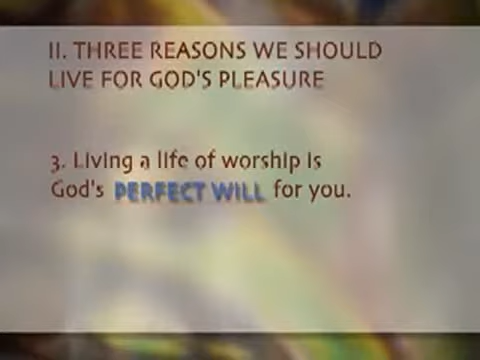 II. THREE REASONS WE SHOULD
LIVE FOR GOD'S PLEASURE
3. Living a life of worship is
God's PERFECT WILL for you.